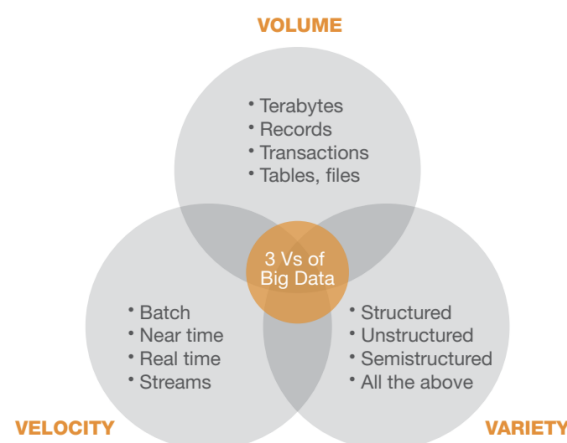 VOLUME
• Terabytes
• Records
• Transactions
• Tables, files
3 Vs of
Big Data
• Batch
• Near time
• Real time
• Streams
• Structured
• Unstructured
• Semistructured
• All the above
VELOCITY
VARIETY